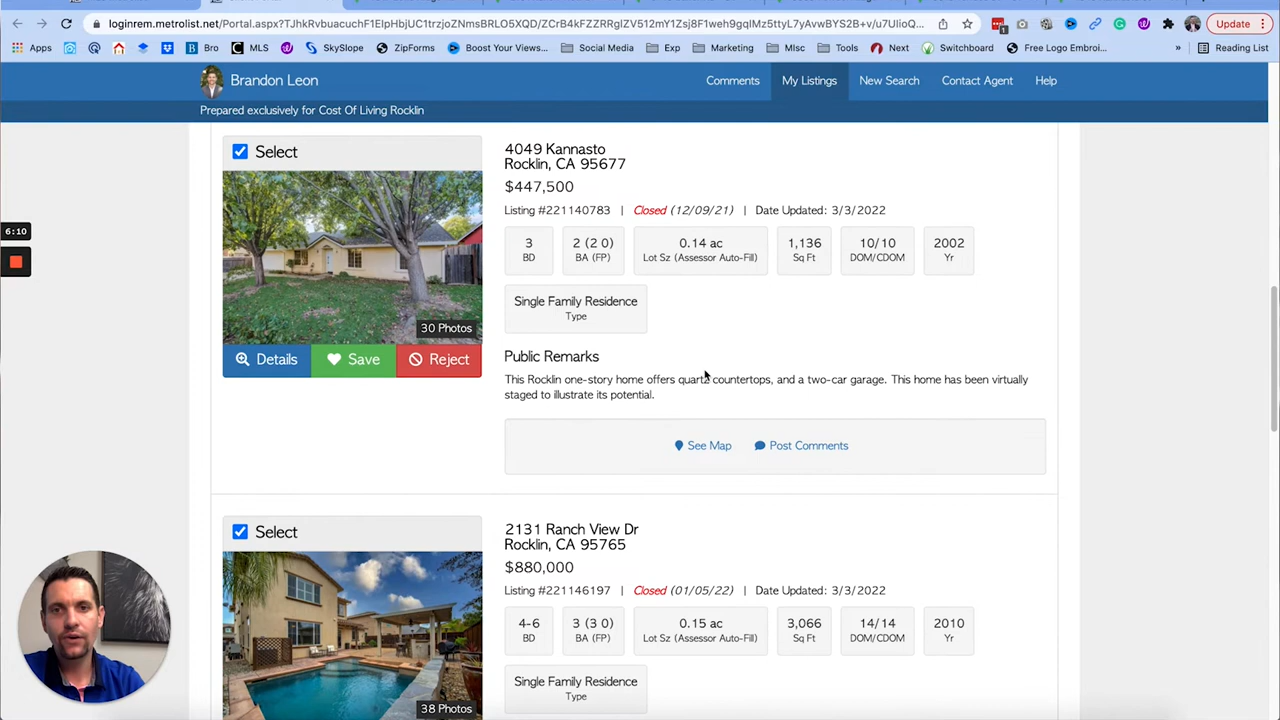 loginrem.metrolist.net/Portal.aspx?TJhkRvbuacuchF1ElpHbjUC1trzjoZNmsBRLO5XQD/ZCrB4kFZZRRglZV512mY1Zsj8F1weh9gqlMz5ttyL7yAvwBYS2B+v/u7UlioQ...
Update
Apps
Bro
MLS
SkySlope
ZipForms
Boost Your Views...
Social Media
Exp
Marketing
MIsc
Tools
Next
Switchboard
Free Logo Embroi...
Reading List
Brandon Leon
Comments
My Listings
New Search
Contact Agent
Help
Prepared exclusively for Cost Of Living Rocklin
6:10
Select
30 Photos
Details
Save
Reject
4049 Kannasto
Rocklin, CA 95677
$447,500
Listing #221140783 | Closed (12/09/21) | Date Updated: 3/3/2022
3 2 (2 0) 0.14 ac 1,136 10/10 2002
BD BA (FP) Lot Sz (Assessor Auto-Fill) Sq Ft DOM/CDOM Yr
Single Family Residence
Type
Public Remarks
This Rocklin one-story home offers quartz countertops, and a two-car garage. This home has been virtually
staged to illustrate its potential.
See Map Post Comments
Select
38 Photos
2131 Ranch View Dr
Rocklin, CA 95765
$880,000
Listing #221146197 | Closed (01/05/22) | Date Updated: 3/3/2022
4-6 3 (3 0) 0.15 ac 3,066 14/14 2010
BD BA (FP) Lot Sz (Assessor Auto-Fill) Sq Ft DOM/CDOM Yr
Single Family Residence
Type